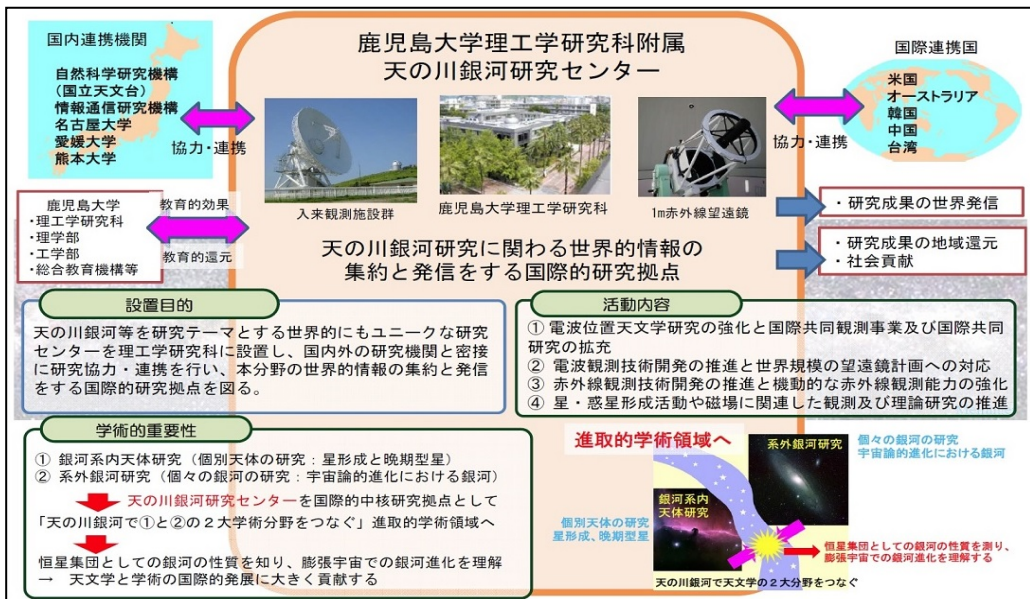 国内連携機関
自然科学研究機構
(国立天文台)
情報通信研究機構
名古屋大学
愛媛大学
熊本大学
協力・連携
鹿児島大学理工学研究科附属
天の川銀河研究センター
入来観測施設群
鹿児島大学理工学研究科
1m赤外線望遠鏡
国際連携国
米国
オーストラリア
韓国
中国
台湾
協力・連携
鹿児島大学
・理工学研究科
・理学部
・工学部
・総合教育機構等
教育的効果
教育的還元
天の川銀河研究に関わる世界的情報の
集約と発信をする国際的研究拠点
・研究成果の世界発信
・研究成果の地域還元
・社会貢献
設置目的
天の川銀河等を研究テーマとする世界的にもユニークな研究
センターを理工学研究科に設置し、国内外の研究機関と密接
に研究協力・連携を行い、本分野の世界的情報の集約と発信
をする国際的研究拠点を図る。
活動内容
① 電波位置天文学研究の強化と国際共同観測事業及び国際共同
研究の拡充
② 電波観測技術開発の推進と世界規模の望遠鏡計画への対応
③ 赤外線観測技術開発の推進と機動的な赤外線観測能力の強化
④ 星・惑星形成活動や磁場に関連した観測及び理論研究の推進
学術的重要性
① 銀河系内天体研究(個別天体の研究:星形成と晩期型星)
② 系外銀河研究(個々の銀河の研究:宇宙論的進化における銀河)
天の川銀河研究センターを国際的中核研究拠点として
「天の川銀河で①と②の2大学術分野をつなぐ」進取的学術領域へ
恒星集団としての銀河の性質を知り、膨張宇宙での銀河進化を理解
→ 天文学と学術の国際的発展に大きく貢献する
進取的学術領域へ
系外銀河研究
個々の銀河の研究
宇宙論的進化における銀河
銀河系内
天体研究
個別天体の研究
星形成、晩期型星
恒星集団としての銀河の性質を測り、
膨張宇宙での銀河進化を理解する
天の川銀河で天文学の2大分野をつなぐ